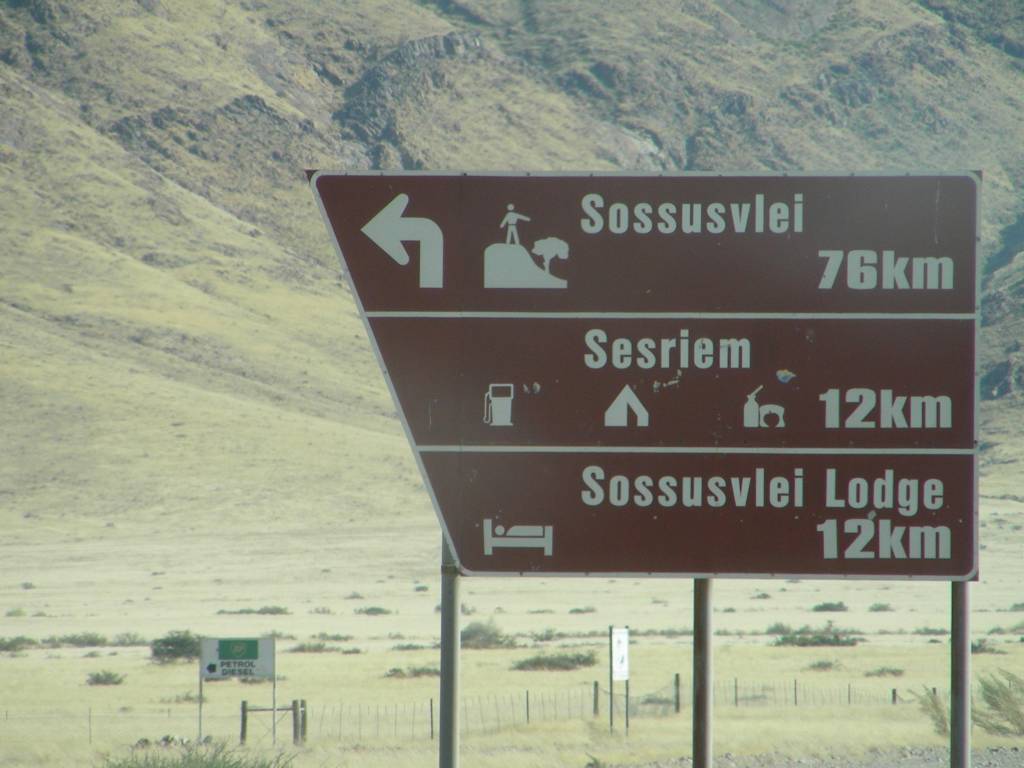 Sossusvlei
76km
Sesriem
12km
Sossusvlei Lodge
12km
PETROL
DIESEL